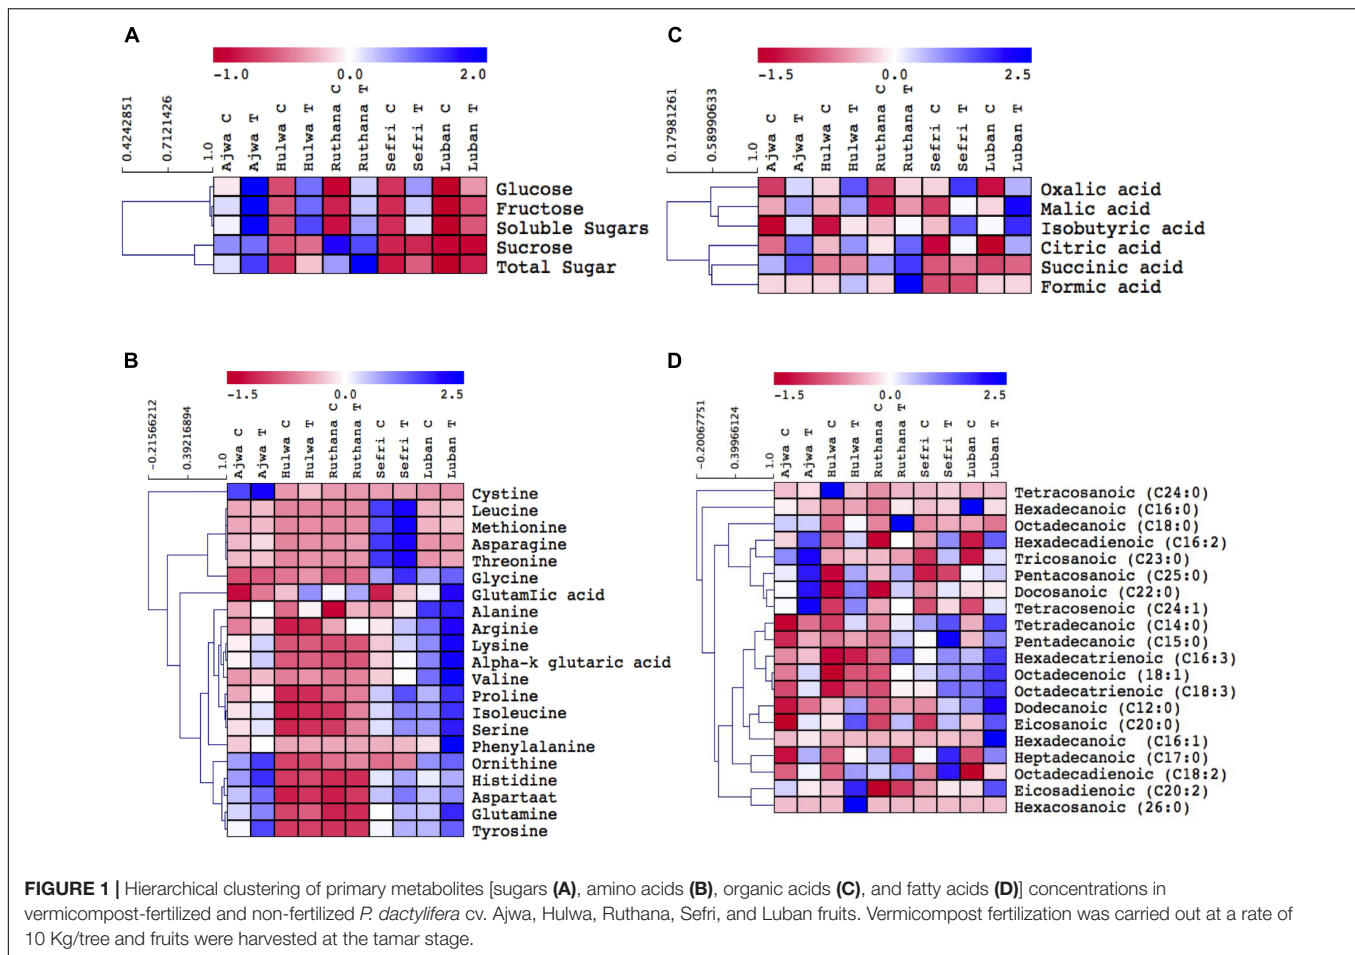 A
-1.0 0.0 2.0
0.4242851
0.71121426
1.0
Ajwa C
Ajwa T
Hulwa C
Hulwa T
Ruthana C
Ruthana T
Sefri C
Sefri T
Luban C
Luban T
Glucose
Fructose
Soluble Sugars
Sucrose
Total Sugar
C
-1.5 0.0 2.5
0.17981261
0.58990633
1.0
Ajwa C
Ajwa T
Hulwa C
Hulwa T
Ruthana C
Ruthana T
Sefri C
Sefri T
Luban C
Luban T
Oxalic acid
Malic acid
Isobutyric acid
Citric acid
Succinic acid
Formic acid
B
-1.5 0.0 2.5
-0.21566212
0.39216894
1.0
Ajwa C
Ajwa T
Hulwa C
Hulwa T
Ruthana C
Ruthana T
Sefri C
Sefri T
Luban C
Luban T
Cystine
Leucine
Methionine
Asparagine
Threonine
Glycine
GlutamIic acid
Alanine
Arginie
Lysine
Alpha-k glutaric acid
Valine
Proline
Isoleucine
Serine
Phenylalanine
Ornithine
Histidine
Aspartaat
Glutamine
Tyrosine
D
-1.5 0.0 2.5
-0.20067751
0.39966124
1.0
Ajwa C
Ajwa T
Hulwa C
Hulwa T
Ruthana C
Ruthana T
Sefri C
Sefri T
Luban C
Luban T
Tetracosanoic (C24:0)
Hexadecanoic (C16:0)
Octadecanoic (C18:0)
Hexadecadienoic (C16:2)
Tricosanoic (C23:0)
Pentacosanoic (C25:0)
Docosanoic (C22:0)
Tetracosenoic (C24:1)
Tetradecanoic (C14:0)
Pentadecanoic (C15:0)
Hexadecatrienoic (C16:3)
Octadecenoic (18:1)
Octadecatrienoic (C18:3)
Dodecanoic (C12:0)
Eicosanoic (C20:0)
Hexadecanoic (C16:1)
Heptadecanoic (C17:0)
Octadecadienoic (C18:2)
Eicosadienoic (C20:2)
Hexacosanoic (26:0)
FIGURE 1 | Hierarchical clustering of primary metabolites [sugars (A), amino acids (B), organic acids (C), and fatty acids (D)] concentrations in
vermicompost-fertilized and non-fertilized P. dactylifera cv. Ajwa, Hulwa, Ruthana, Sefri, and Luban fruits. Vermicompost fertilization was carried out at a rate of
10 Kg/tree and fruits were harvested at the tamar stage.